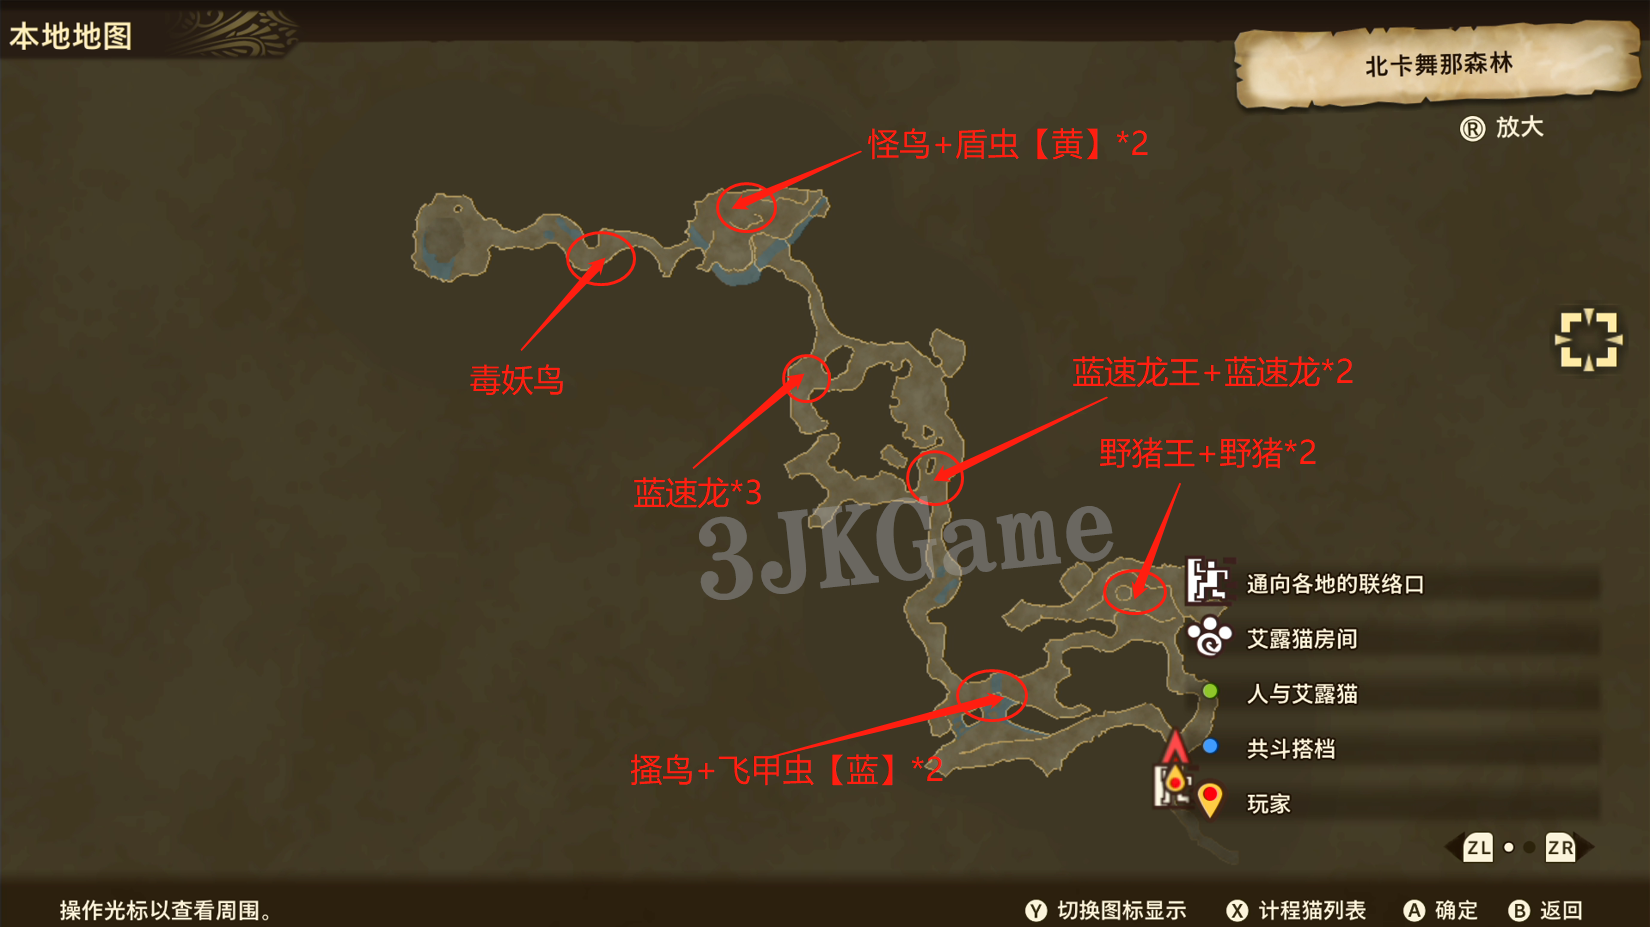 本地地图
北卡舞那森林
R 放大
怪鸟+盾虫【黄】*2
毒妖鸟
蓝速龙王+蓝速龙*2
野猪王+野猪*2
蓝速龙*3
3JKGame
通向各地的联络口
艾露猫房间
人与艾露猫
共斗搭档
搔鸟+飞甲虫【蓝】*2
玩家
ZL ZR
操作光标以查看周围。
Y 切换图标显示 X 计程猫列表 A 确定 B 返回